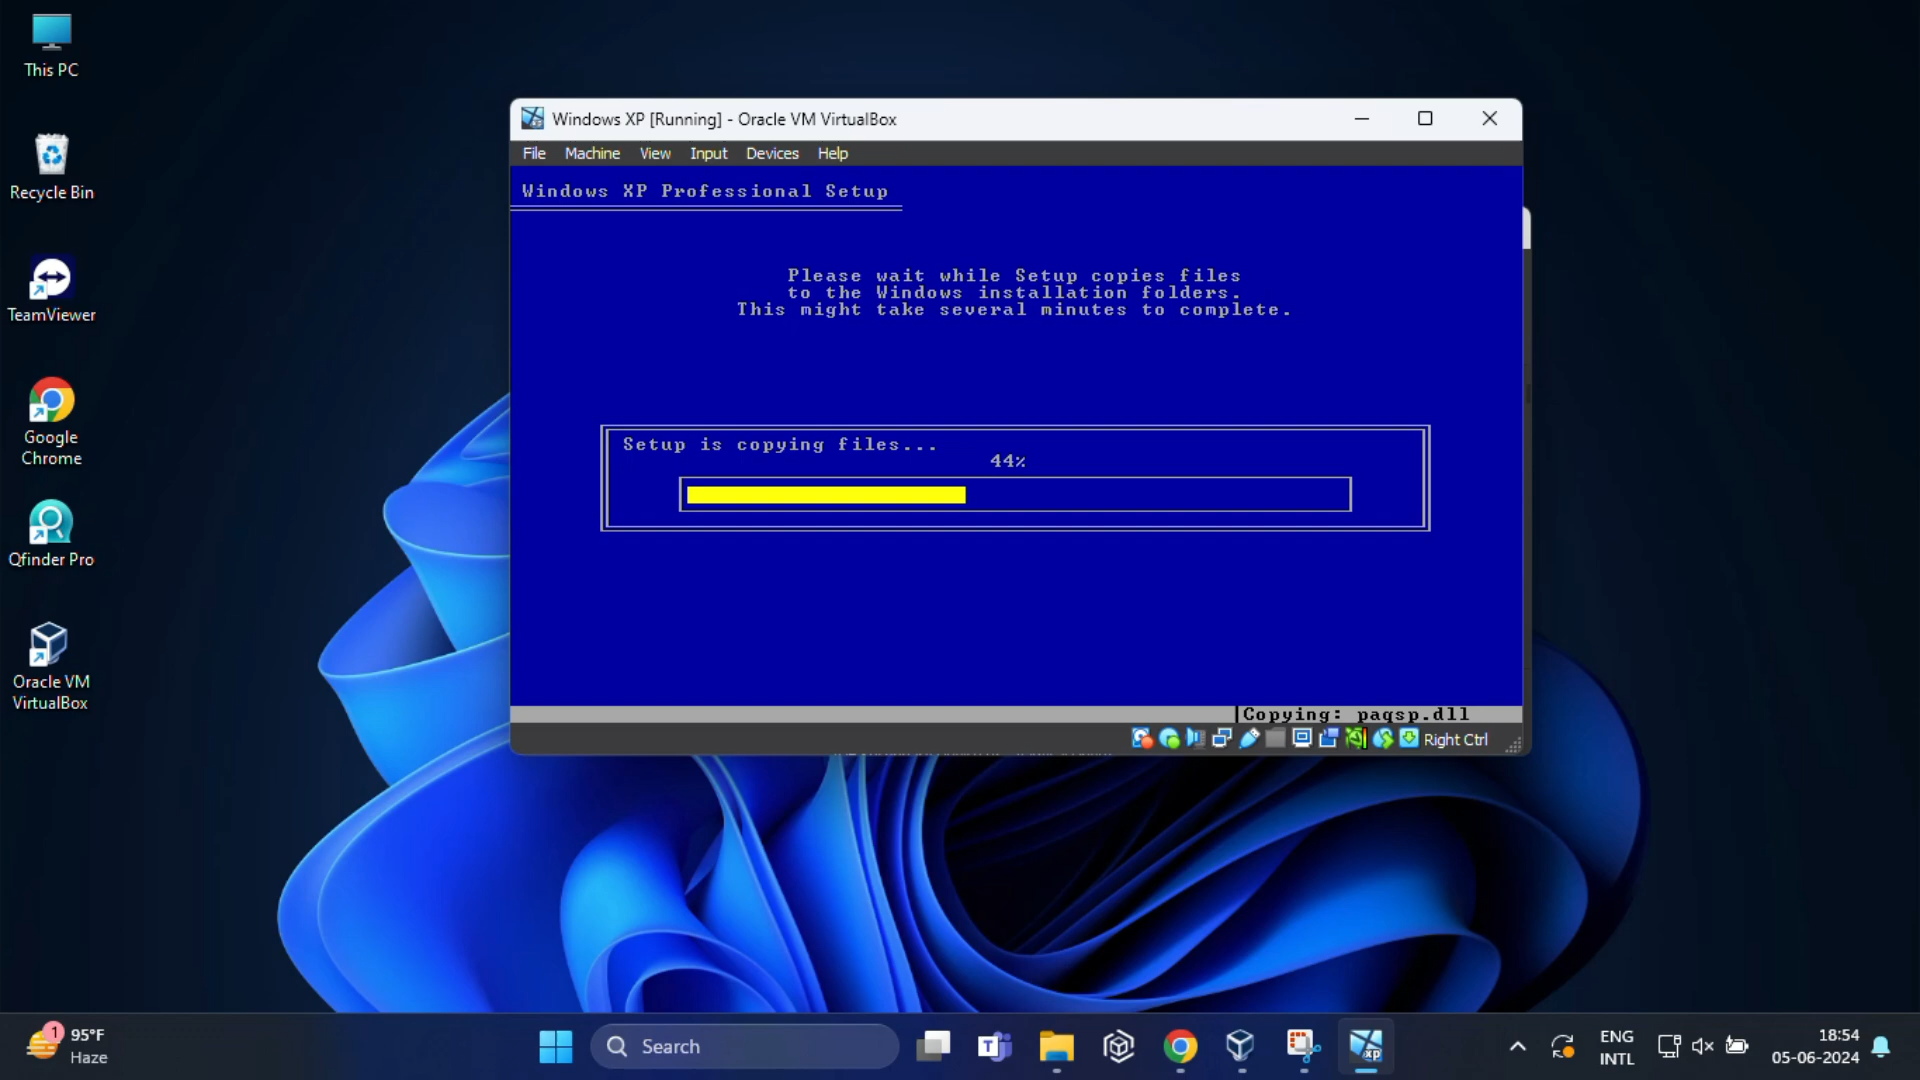 This PC
Recycle Bin
TeamViewer
Google
Chrome
Qfinder Pro
Oracle VM
VirtualBox
Windows XP [Running] - Oracle VM VirtualBox
File Machine View Input Devices Help
Windows XP Professional Setup
Please wait while Setup copies files
to the Windows installation folders.
This might take several minutes to complete.
Setup is copying files...
44%
Copying: paqsp.dll
Right Ctrl
1
95°F
Haze
Search
T
xp
ENG
INTL
18:54
05-06-2024